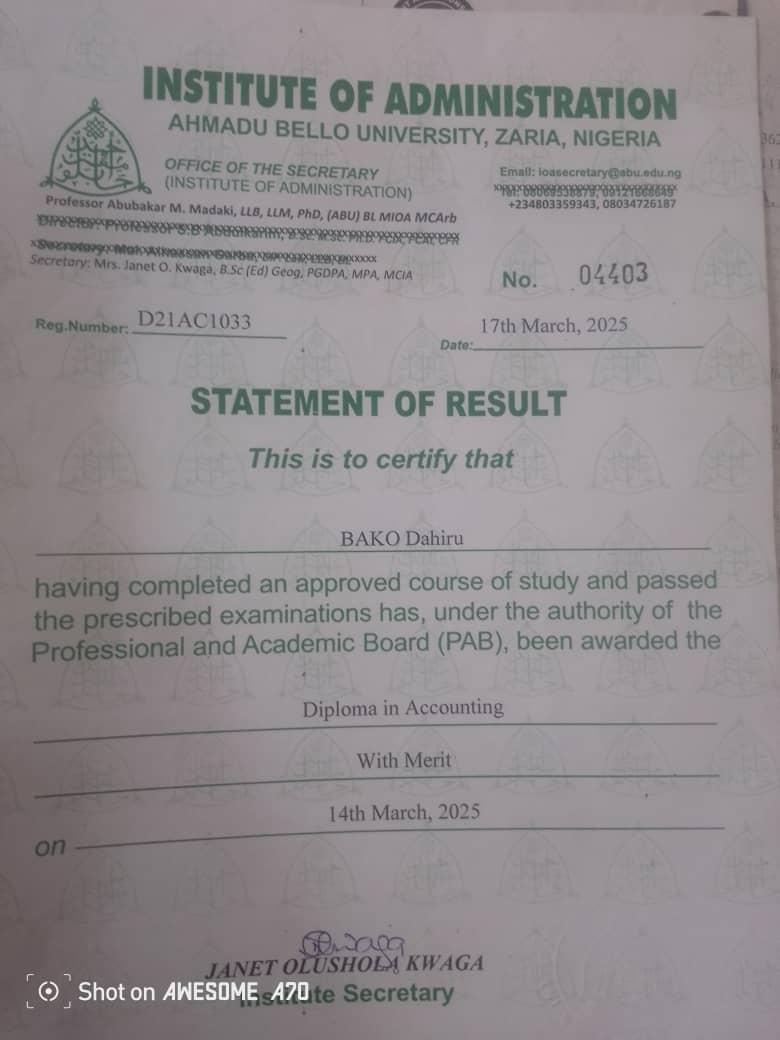 INSTITUTE OF ADMINISTRATION
AHMADU BELLO UNIVERSITY, ZARIA, NIGERIA
OFFICE OF THE SECRETARY
(INSTITUTE OF ADMINISTRATION)
Email: ioasecretary@abu.edu.ng
+234803359343, 08034726187
Professor Abubakar M. Madaki, LLB, LLM, PhD, (ABU) BL MIOA MCArb
Director: Professor
Secretary:
Secretary: Mrs. Janet O. Kwaga, B.Sc (Ed) Geog, PGDPA, MPA, MCIA
No. 04403
Reg.Number: D21AC1033
Date: 17th March, 2025
STATEMENT OF RESULT
This is to certify that
BAKO Dahiru
having completed an approved course of study and passed
the prescribed examinations has, under the authority of the
Professional and Academic Board (PAB), been awarded the
Diploma in Accounting
With Merit
14th March, 2025
on
JANET OLUSHOLA KWAGA
Institute Secretary
Shot on AWESOME A70